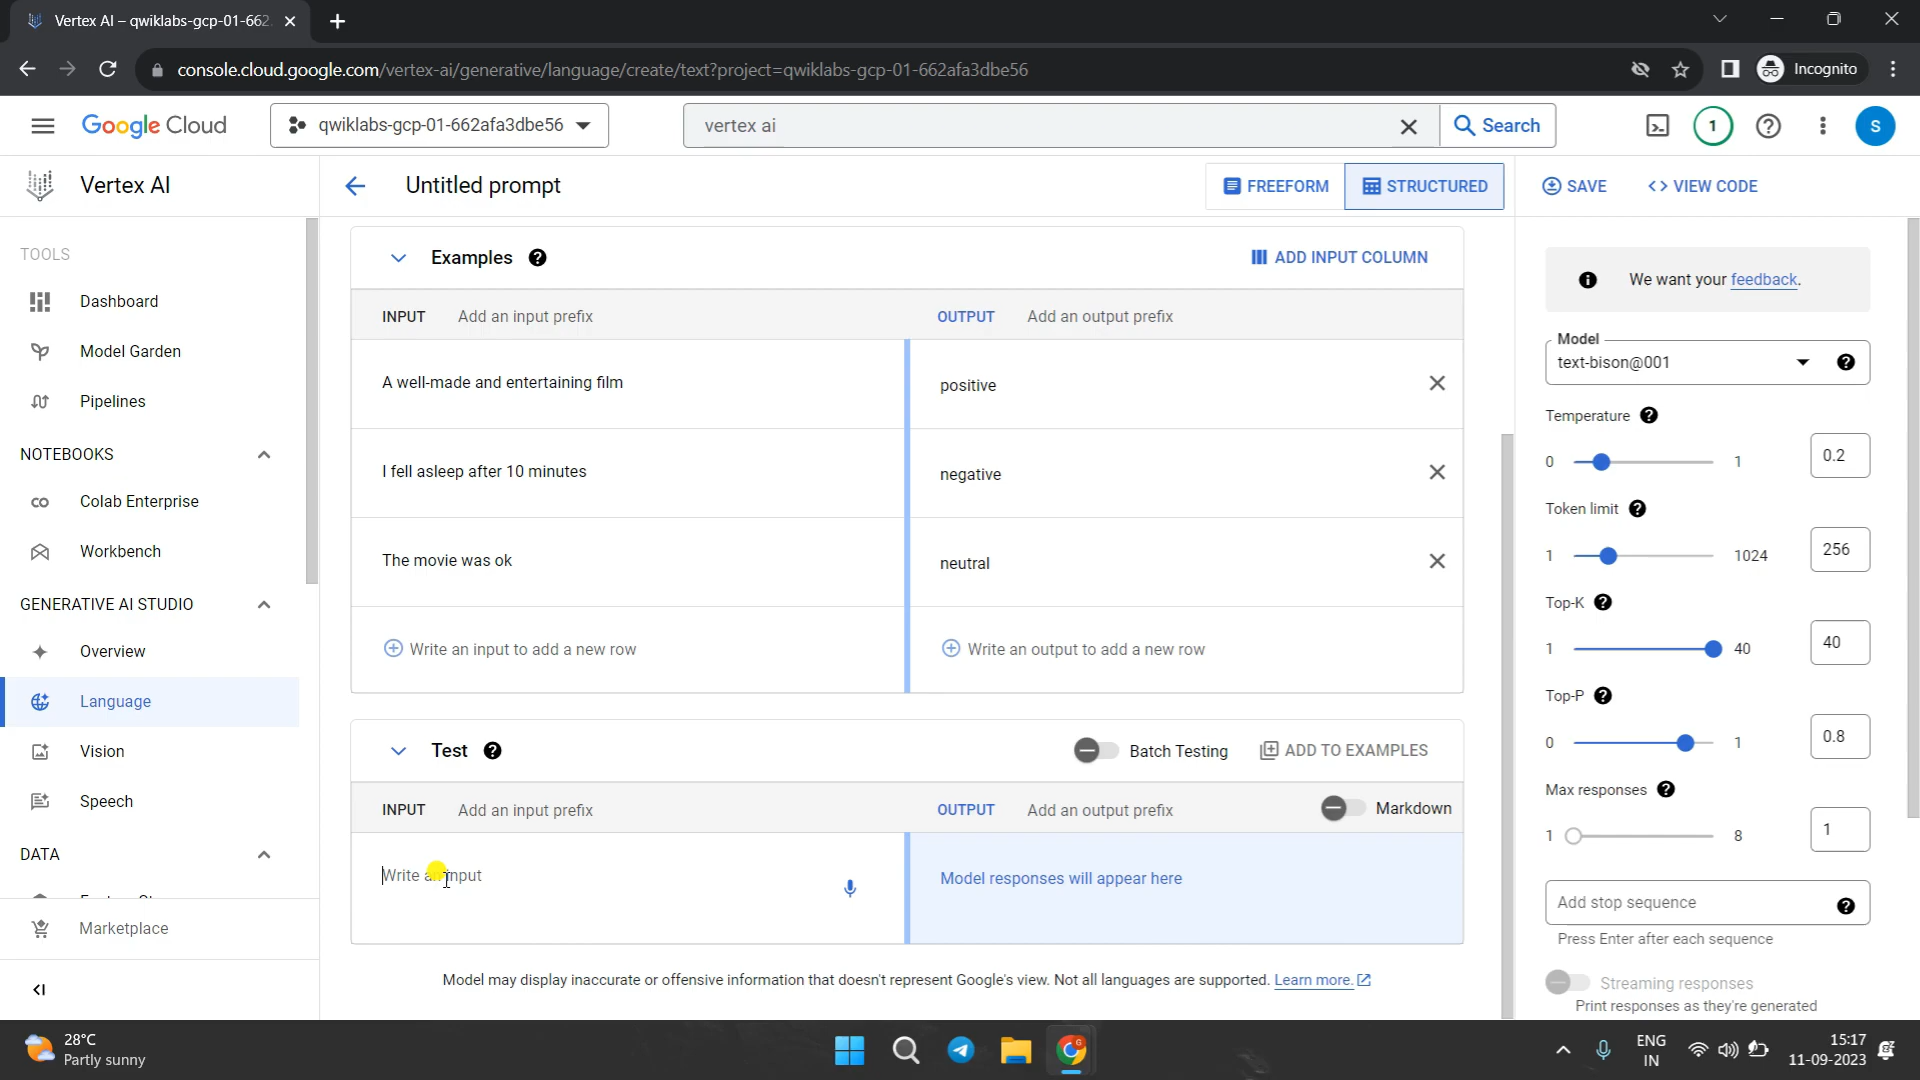 Vertex AI – qwiklabs-gcp-01-662
console.cloud.google.com/vertex-ai/generative/language/create/text?project=qwiklabs-gcp-01-662afa3dbe56
Incognito
Google Cloud
qwiklabs-gcp-01-662afa3dbe56
vertex ai
Search
1
S
Vertex AI
Untitled prompt
FREEFORM
STRUCTURED
SAVE
<> VIEW CODE
TOOLS
Dashboard
Model Garden
Pipelines
NOTEBOOKS
Colab Enterprise
Workbench
GENERATIVE AI STUDIO
Overview
Language
Vision
Speech
DATA
Marketplace
Examples
ADD INPUT COLUMN
INPUT Add an input prefix
OUTPUT Add an output prefix
A well-made and entertaining film
positive
I fell asleep after 10 minutes
negative
The movie was ok
neutral
Write an input to add a new row
Write an output to add a new row
Test
Batch Testing
ADD TO EXAMPLES
INPUT Add an input prefix
OUTPUT Add an output prefix
Markdown
Write an input
Model responses will appear here
Model may display inaccurate or offensive information that doesn't represent Google's view. Not all languages are supported. Learn more.
We want your feedback.
Model
text-bison@001
Temperature
0 1 0.2
Token limit
1 1024 256
Top-K
1 40 40
Top-P
0 1 0.8
Max responses
1 8 1
Add stop sequence
Press Enter after each sequence
Streaming responses
Print responses as they're generated
28°C
Partly sunny
ENG
IN
15:17
11-09-2023